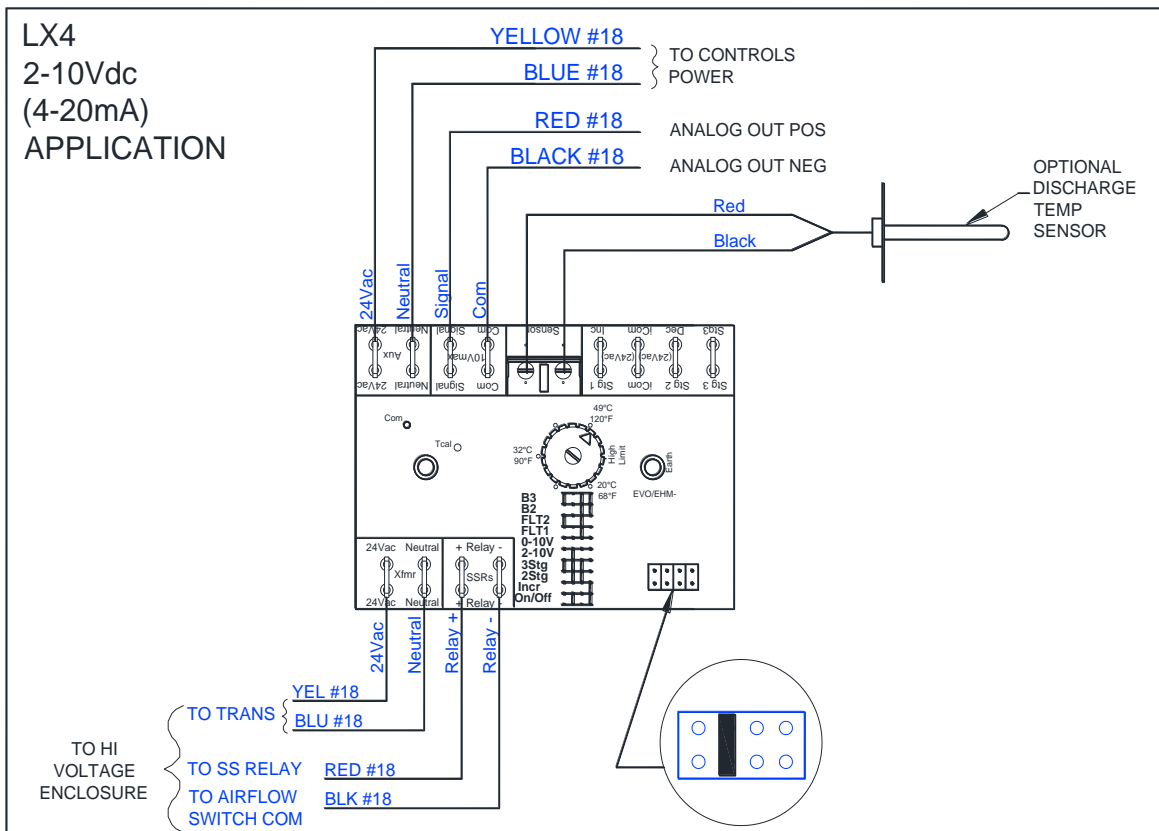 LX4
2-10Vdc
(4-20mA)
APPLICATION
YELLOW #18
BLUE #18
TO CONTROLS
POWER
RED #18
ANALOG OUT POS
BLACK #18
ANALOG OUT NEG
Red
Black
OPTIONAL
DISCHARGE
TEMP
SENSOR
24Vac
Neutral
Signal
Com
24Vac
Neutral
Signal
Com
Sensor
Inc
iCom
Dec
Stg3
Aux
10Vmax
(24Vac)
(24Vac)
24Vac
Neutral
Signal
Com
Stg 1
iCom
Stg 2
Stg 3
Com
Tcal
49°C
120°F
32°C
90°F
High
Limit
20°C
68°F
Earth
EVO/EHM-
B3
B2
FLT2
FLT1
0-10V
2-10V
3Stg
2Stg
Incr
On/Off
24Vac Neutral
+ Relay -
Xfmr
SSRs
24Vac Neutral
+ Relay -
24Vac
Neutral
Relay +
Relay -
YEL #18
TO TRANS
BLU #18
TO HI
VOLTAGE
ENCLOSURE
TO SS RELAY
RED #18
TO AIRFLOW
SWITCH COM
BLK #18